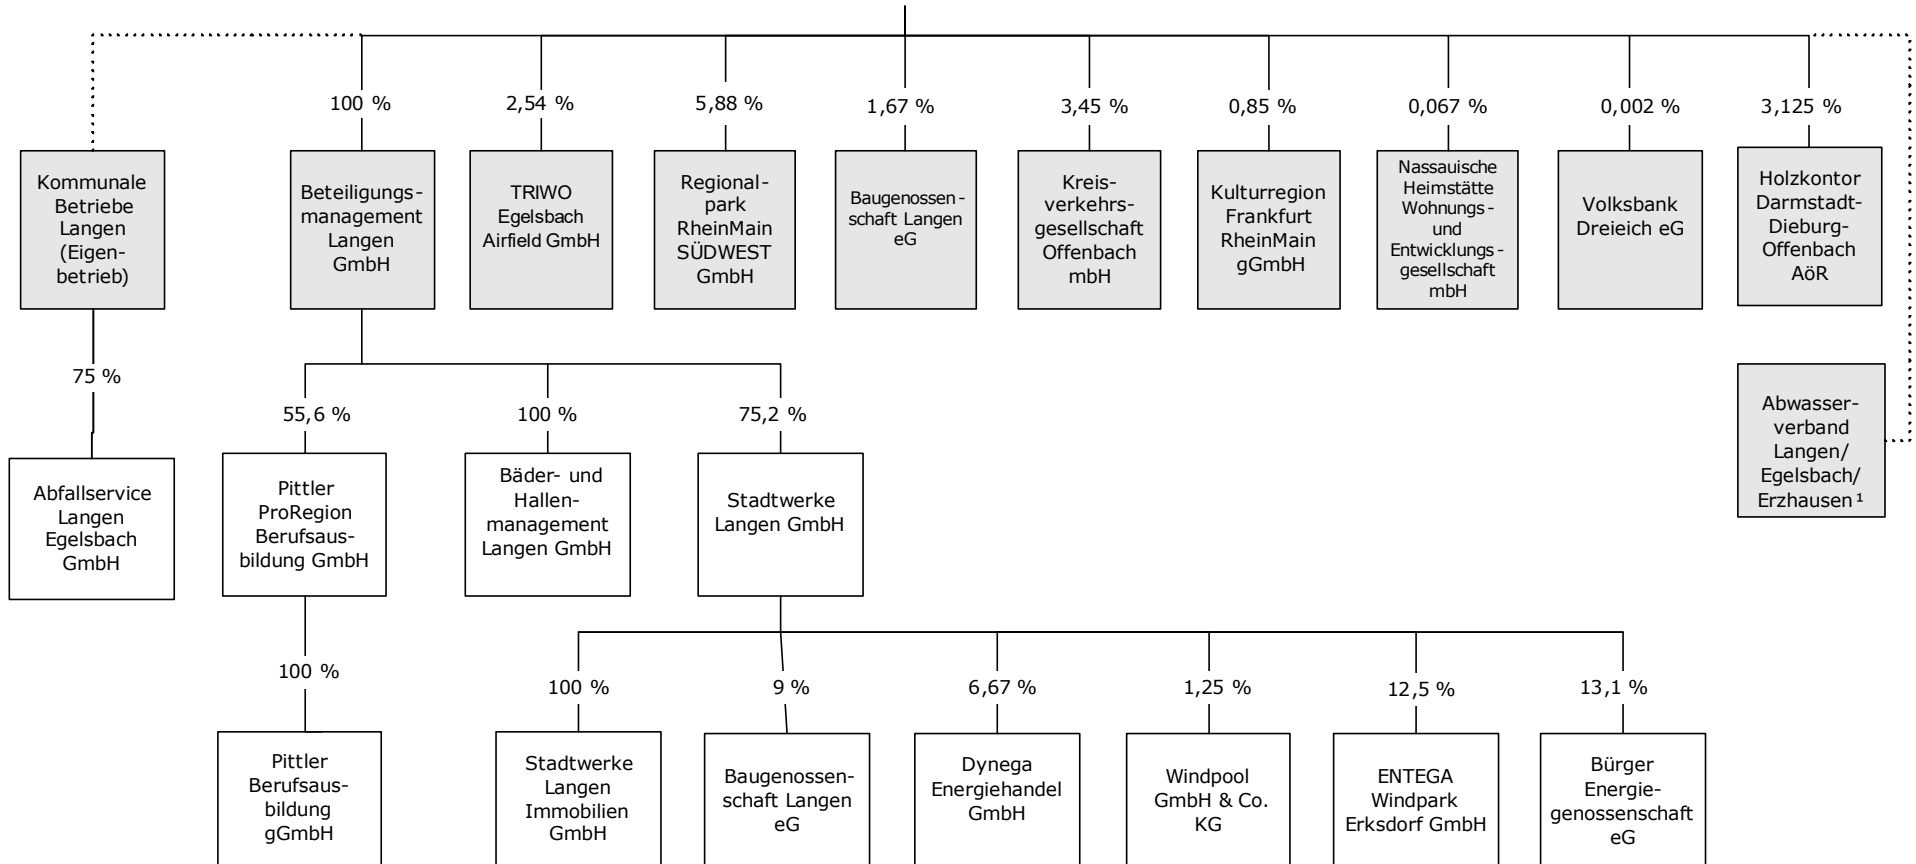 100 %
2,54 %
5,88 %
1,67 %
3,45 %
0,85 %
0,067 %
0,002 %
3,125 %
Kommunale
Betriebe
Langen
(Eigen-
betrieb)
Beteiligungs-
management
Langen
GmbH
TRIWO
Egelsbach
Airfield GmbH
Regional-
park
RheinMain
SÜDWEST
GmbH
Baugenossen-
schaft Langen
eG
Kreis-
verkehrs-
gesellschaft
Offenbach
mbH
Kulturregion
Frankfurt
RheinMain
gGmbH
Nassauische
Heimstätte
Wohnungs-
und
Entwicklungs-
gesellschaft
mbH
Volksbank
Dreieich eG
Holzkontor
Darmstadt-
Dieburg-
Offenbach
AöR
75 %
55,6 %
100 %
75,2 %
Abwasser-
verband
Langen/
Egelsbach/
Erzhausen ¹
Abfallservice
Langen
Egelsbach
GmbH
Pittler
ProRegion
Berufsaus-
bildung GmbH
Bäder- und
Hallen-
management
Langen GmbH
Stadtwerke
Langen GmbH
100 %
100 %
9 %
6,67 %
1,25 %
12,5 %
13,1 %
Pittler
Berufsaus-
bildung
gGmbH
Stadtwerke
Langen
Immobilien
GmbH
Baugenossen-
schaft Langen
eG
Dynega
Energiehandel
GmbH
Windpool
GmbH & Co.
KG
ENTEGA
Windpark
Erksdorf GmbH
Bürger
Energie-
genossenschaft
eG